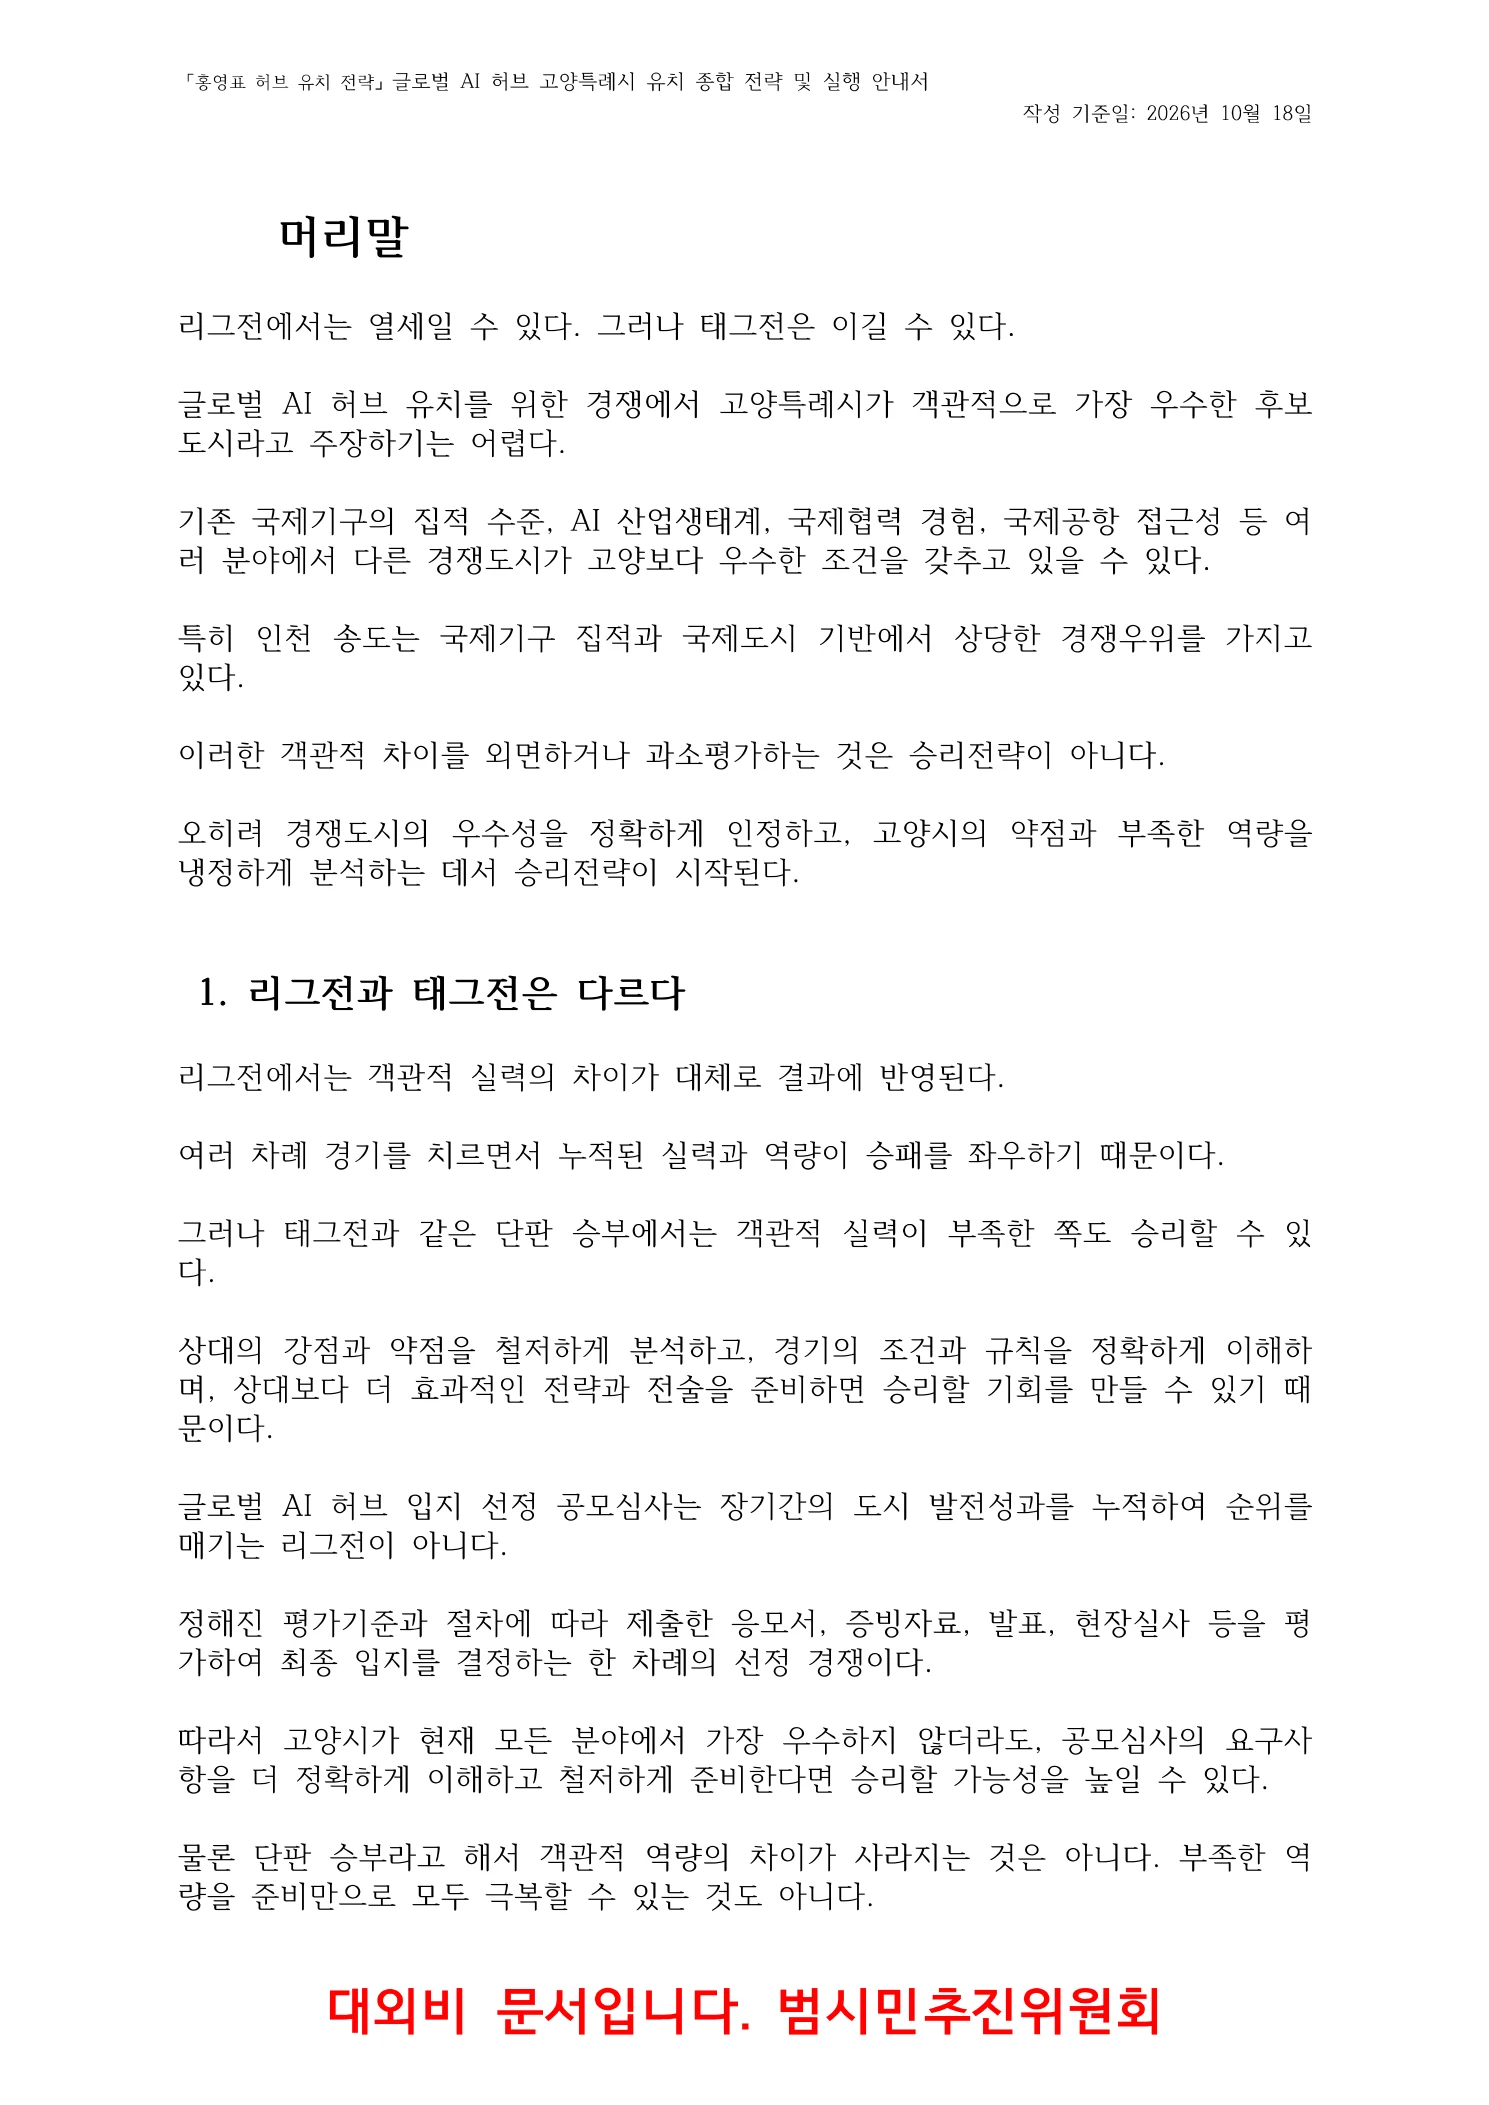 「홍영표 허브 유치 전략」글로벌 AI 허브 고양특례시 유치 종합 전략 및 실행 안내서
작성 기준일: 2026년 10월 18일
머리말
리그전에서는 열세일 수 있다. 그러나 태그전은 이길 수 있다.
글로벌 AI 허브 유치를 위한 경쟁에서 고양특례시가 객관적으로 가장 우수한 후보
도시라고 주장하기는 어렵다.
기존 국제기구의 집적 수준, AI 산업생태계, 국제협력 경험, 국제공항 접근성 등 여
러 분야에서 다른 경쟁도시가 고양보다 우수한 조건을 갖추고 있을 수 있다.
특히 인천 송도는 국제기구 집적과 국제도시 기반에서 상당한 경쟁우위를 가지고
있다.
이러한 객관적 차이를 외면하거나 과소평가하는 것은 승리전략이 아니다.
오히려 경쟁도시의 우수성을 정확하게 인정하고, 고양시의 약점과 부족한 역량을
냉정하게 분석하는 데서 승리전략이 시작된다.
1. 리그전과 태그전은 다르다
리그전에서는 객관적 실력의 차이가 대체로 결과에 반영된다.
여러 차례 경기를 치르면서 누적된 실력과 역량이 승패를 좌우하기 때문이다.
그러나 태그전과 같은 단판 승부에서는 객관적 실력이 부족한 쪽도 승리할 수 있
다.
상대의 강점과 약점을 철저하게 분석하고, 경기의 조건과 규칙을 정확하게 이해하
며, 상대보다 더 효과적인 전략과 전술을 준비하면 승리할 기회를 만들 수 있기 때
문이다.
글로벌 AI 허브 입지 선정 공모심사는 장기간의 도시 발전성과를 누적하여 순위를
매기는 리그전이 아니다.
정해진 평가기준과 절차에 따라 제출한 응모서, 증빙자료, 발표, 현장실사 등을 평
가하여 최종 입지를 결정하는 한 차례의 선정 경쟁이다.
따라서 고양시가 현재 모든 분야에서 가장 우수하지 않더라도, 공모심사의 요구사
항을 더 정확하게 이해하고 철저하게 준비한다면 승리할 가능성을 높일 수 있다.
물론 단판 승부라고 해서 객관적 역량의 차이가 사라지는 것은 아니다. 부족한 역
량을 준비만으로 모두 극복할 수 있는 것도 아니다.
대외비 문서입니다. 범시민추진위원회